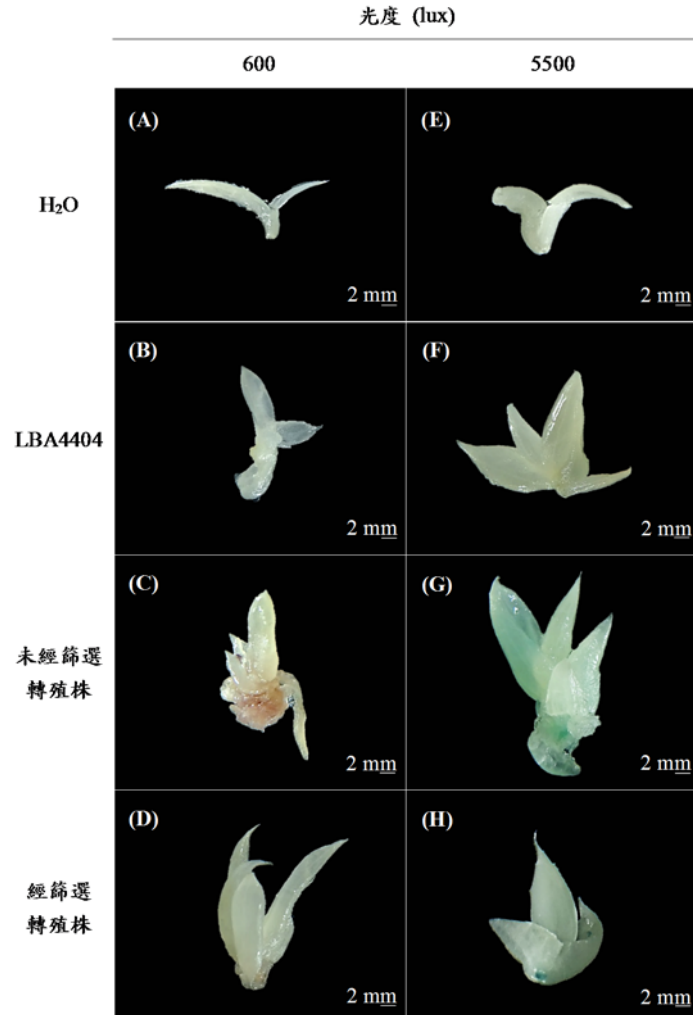 光度 (lux)
600
5500
H₂O
(A)
2 mm
(E)
2 mm
LBA4404
(B)
2 mm
(F)
2 mm
未經篩選
轉殖株
(C)
2 mm
(G)
2 mm
經篩選
轉殖株
(D)
2 mm
(H)
2 mm